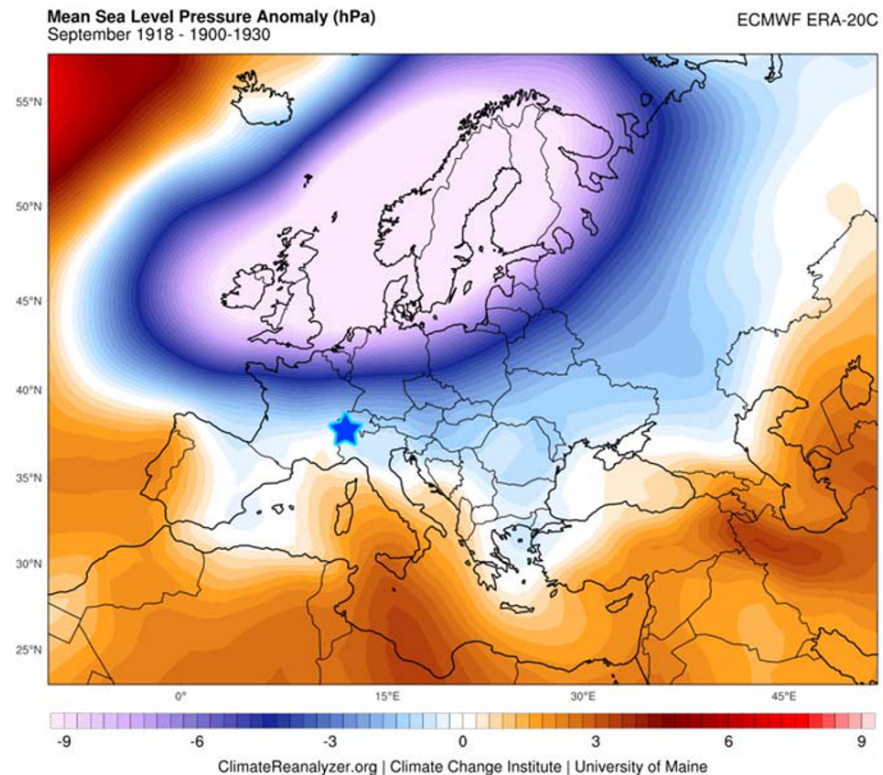 Mean Sea Level Pressure Anomaly (hPa)
September 1918 - 1900-1930
ECMWF ERA-20C
55°N
50°N
45°N
40°N
35°N
30°N
25°N
0°
15°E
30°E
45°E
-9
-6
-3
0
3
6
9
ClimateReanalyzer.org | Climate Change Institute | University of Maine